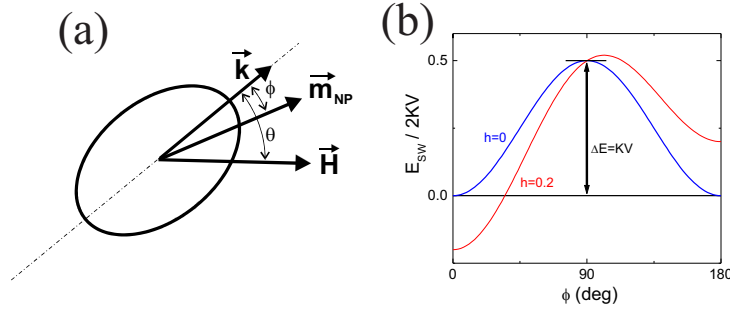 (a)
k
ϕ
m NP
θ
H
(b)
0.5
h=0
ΔE=KV
h=0.2
0.0
E SW / 2KV
0
90
180
ϕ (deg)